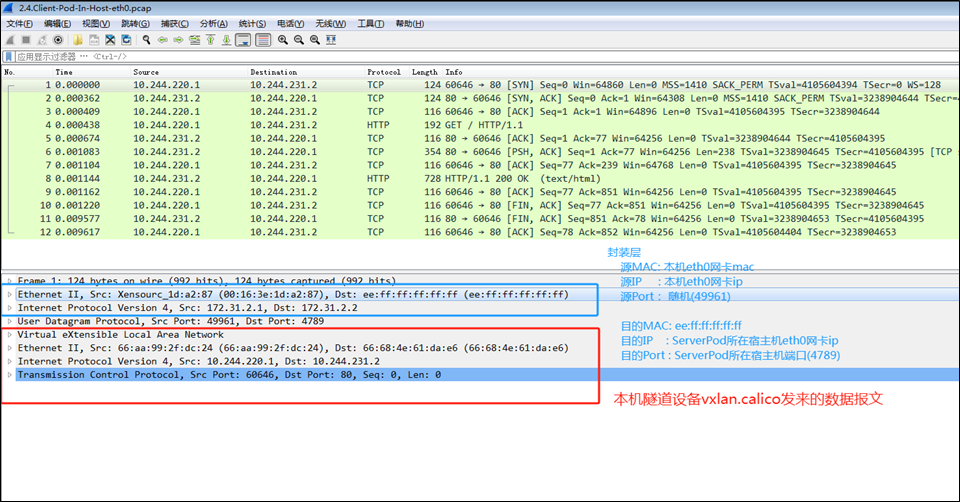 2.4.Client-Pod-In-Host-eth0.pcap
文件(F) 编辑(E) 视图(V) 跳转(G) 捕获(C) 分析(A) 统计(S) 电话(Y) 无线(W) 工具(T) 帮助(H)
应用显示过滤器 … <Ctrl-/>
No. Time Source Destination Protocol Length Info
1 0.000000 10.244.220.1 10.244.231.2 TCP 124 60646 → 80 [SYN] Seq=0 Win=64860 Len=0 MSS=1410 SACK_PERM TSval=4105604394 TSecr=0 WS=128
2 0.000362 10.244.231.2 10.244.220.1 TCP 124 80 → 60646 [SYN, ACK] Seq=0 Ack=1 Win=64308 Len=0 MSS=1410 SACK_PERM TSval=3238904644 TSecr=
3 0.000409 10.244.220.1 10.244.231.2 TCP 116 60646 → 80 [ACK] Seq=1 Ack=1 Win=64896 Len=0 TSval=4105604395 TSecr=3238904644
4 0.000438 10.244.220.1 10.244.231.2 HTTP 192 GET / HTTP/1.1
5 0.000674 10.244.231.2 10.244.220.1 TCP 116 80 → 60646 [ACK] Seq=1 Ack=77 Win=64256 Len=0 TSval=3238904644 TSecr=4105604395
6 0.001083 10.244.231.2 10.244.220.1 TCP 354 80 → 60646 [PSH, ACK] Seq=1 Ack=77 Win=64256 Len=238 TSval=3238904645 TSecr=4105604395 [TCP
7 0.001104 10.244.220.1 10.244.231.2 TCP 116 60646 → 80 [ACK] Seq=77 Ack=239 Win=64768 Len=0 TSval=4105604395 TSecr=3238904645
8 0.001144 10.244.231.2 10.244.220.1 HTTP 728 HTTP/1.1 200 OK (text/html)
9 0.001162 10.244.220.1 10.244.231.2 TCP 116 60646 → 80 [ACK] Seq=77 Ack=851 Win=64256 Len=0 TSval=4105604395 TSecr=3238904645
10 0.001220 10.244.220.1 10.244.231.2 TCP 116 60646 → 80 [FIN, ACK] Seq=77 Ack=851 Win=64256 Len=0 TSval=4105604395 TSecr=3238904645
11 0.009577 10.244.231.2 10.244.220.1 TCP 116 80 → 60646 [FIN, ACK] Seq=851 Ack=78 Win=64256 Len=0 TSval=3238904653 TSecr=4105604395
12 0.009617 10.244.220.1 10.244.231.2 TCP 116 60646 → 80 [ACK] Seq=78 Ack=852 Win=64256 Len=0 TSval=4105604404 TSecr=3238904653
封装层
源MAC: 本机eth0网卡mac
源IP : 本机eth0网卡ip
源Port : 随机(49961)
目的MAC: ee:ff:ff:ff:ff:ff
目的IP : ServerPod所在宿主机eth0网卡ip
目的Port : ServerPod所在宿主机端口(4789)
Frame 1: 124 bytes on wire (992 bits), 124 bytes captured (992 bits)
Ethernet II, Src: Xensourc_1d:a2:87 (00:16:3e:1d:a2:87), Dst: ee:ff:ff:ff:ff:ff (ee:ff:ff:ff:ff:ff)
Internet Protocol Version 4, Src: 172.31.2.1, Dst: 172.31.2.2
User Datagram Protocol, Src Port: 49961, Dst Port: 4789
Virtual eXtensible Local Area Network
Ethernet II, Src: 66:aa:99:2f:dc:24 (66:aa:99:2f:dc:24), Dst: 66:68:4e:61:da:e6 (66:68:4e:61:da:e6)
Internet Protocol Version 4, Src: 10.244.220.1, Dst: 10.244.231.2
Transmission Control Protocol, Src Port: 60646, Dst Port: 80, Seq: 0, Len: 0
本机隧道设备vxlan.calico发来的数据报文